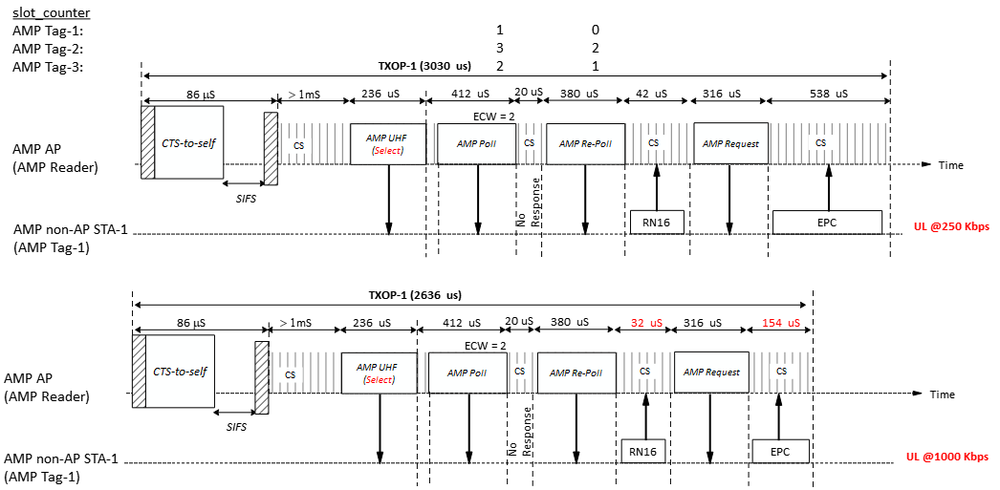 slot_counter
AMP Tag-1: 1 0
AMP Tag-2: 3 2
AMP Tag-3: 2 1
TXOP-1 (3030 us)
86 µS > 1mS 236 uS 412 uS 20 uS 380 uS 42 uS 316 uS 538 uS
ECW = 2
CTS-to-self CS AMP UHF (Select) AMP Poll CS AMP Re-Poll CS AMP Request CS
AMP AP
(AMP Reader)
Time
SIFS
No Response
RN16 EPC
AMP non-AP STA-1
(AMP Tag-1)
UL @250 Kbps
TXOP-1 (2636 us)
86 µS > 1mS 236 uS 412 uS 20 uS 380 uS 32 uS 316 uS 154 uS
ECW = 2
CTS-to-self CS AMP UHF (Select) AMP Poll CS AMP Re-Poll CS AMP Request CS
AMP AP
(AMP Reader)
Time
SIFS
No Response
RN16 EPC
AMP non-AP STA-1
(AMP Tag-1)
UL @1000 Kbps